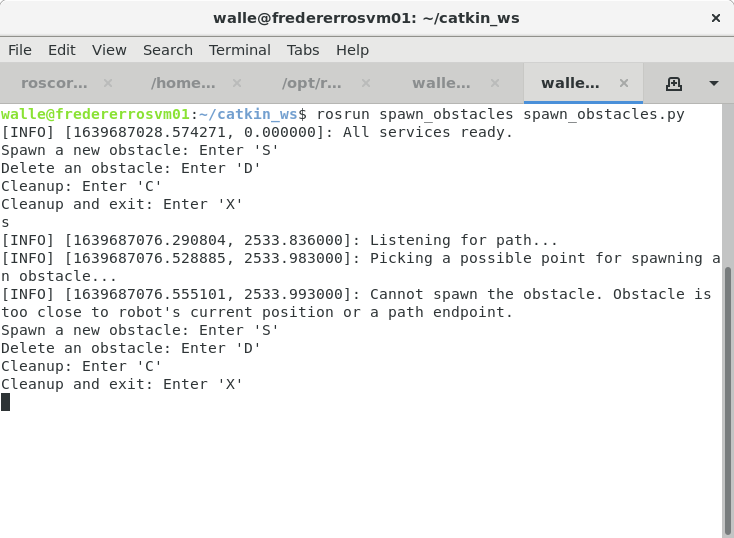 walle@fredererrosvm01: ~/catkin_ws
File Edit View Search Terminal Tabs Help
roscor... /home... /opt/r... walle... walle...
walle@fredererrosvm01:~/catkin_ws$ rosrun spawn_obstacles spawn_obstacles.py
[INFO] [1639687028.574271, 0.000000]: All services ready.
Spawn a new obstacle: Enter 'S'
Delete an obstacle: Enter 'D'
Cleanup: Enter 'C'
Cleanup and exit: Enter 'X'
s
[INFO] [1639687076.290804, 2533.836000]: Listening for path...
[INFO] [1639687076.528885, 2533.983000]: Picking a possible point for spawning a
n obstacle...
[INFO] [1639687076.555101, 2533.993000]: Cannot spawn the obstacle. Obstacle is
too close to robot's current position or a path endpoint.
Spawn a new obstacle: Enter 'S'
Delete an obstacle: Enter 'D'
Cleanup: Enter 'C'
Cleanup and exit: Enter 'X'